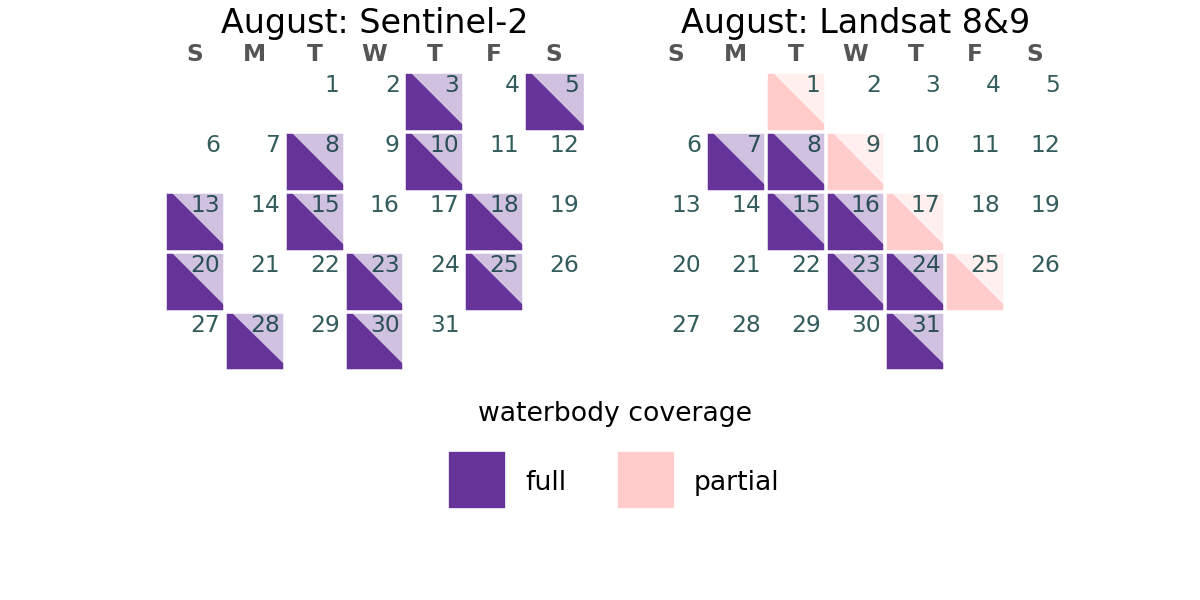 August: Sentinel-2
S M T W T F S
1 2 3 4 5
6 7 8 9 10 11 12
13 14 15 16 17 18 19
20 21 22 23 24 25 26
27 28 29 30 31
August: Landsat 8&9
S M T W T F S
1 2 3 4 5
6 7 8 9 10 11 12
13 14 15 16 17 18 19
20 21 22 23 24 25 26
27 28 29 30 31
waterbody coverage
full partial